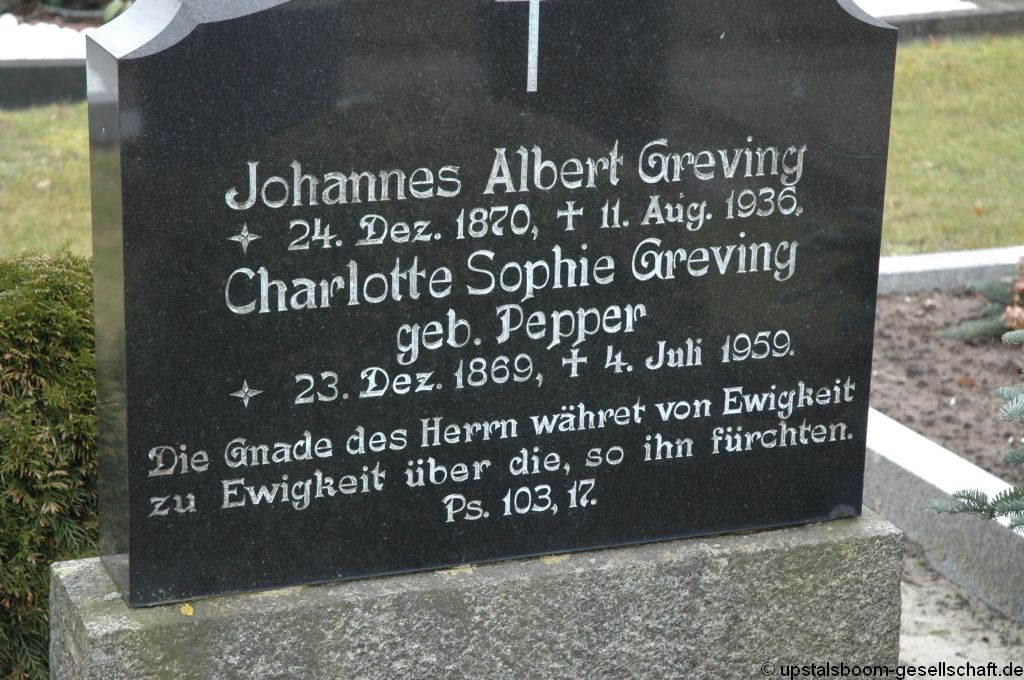 Johannes Albert Greving
✧ 24. Dez. 1870, ✝ 11. Aug. 1936.
Charlotte Sophie Greving
geb. Pepper
✧ 23. Dez. 1869, ✝ 4. Juli 1959.
Die Gnade des Herrn währet von Ewigkeit
zu Ewigkeit über die, so ihn fürchten.
Ps. 103, 17.
© upstalsboom-gesellschaft.de